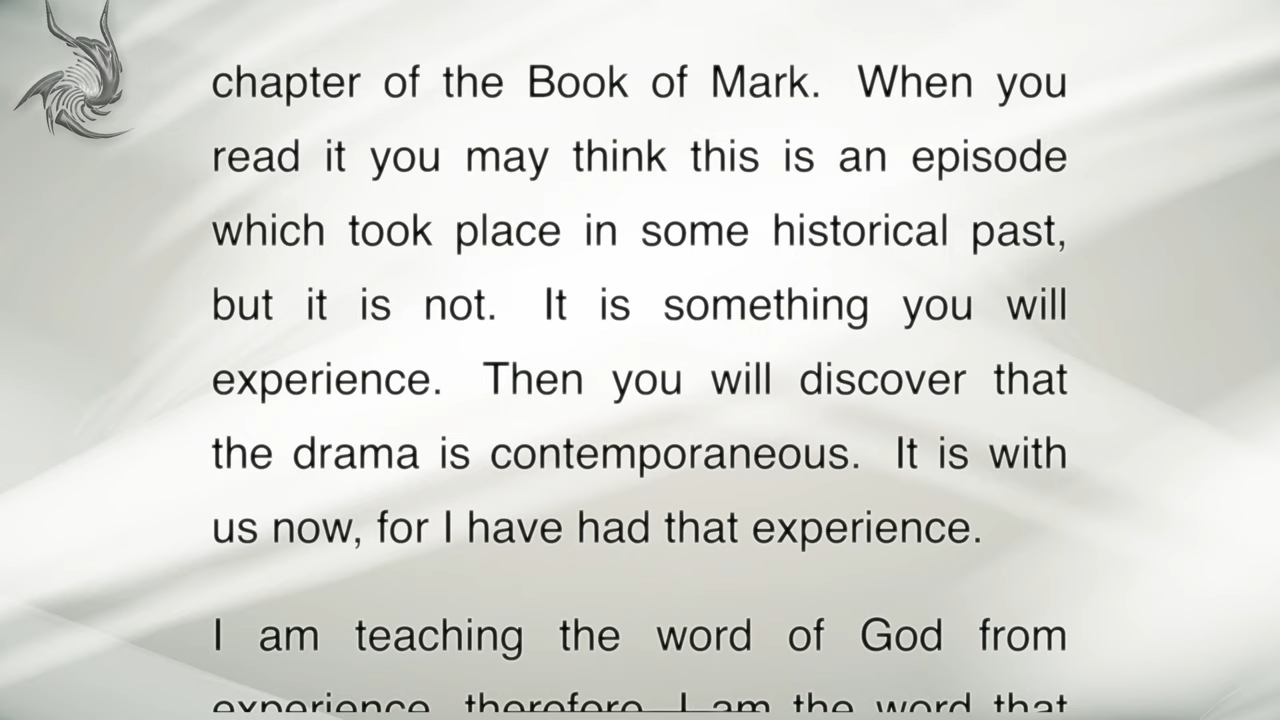 chapter of the Book of Mark. When you
read it you may think this is an episode
which took place in some historical past,
but it is not. It is something you will
experience. Then you will discover that
the drama is contemporaneous. It is with
us now, for I have had that experience.
I am teaching the word of God from
experience, therefore, I am the word that